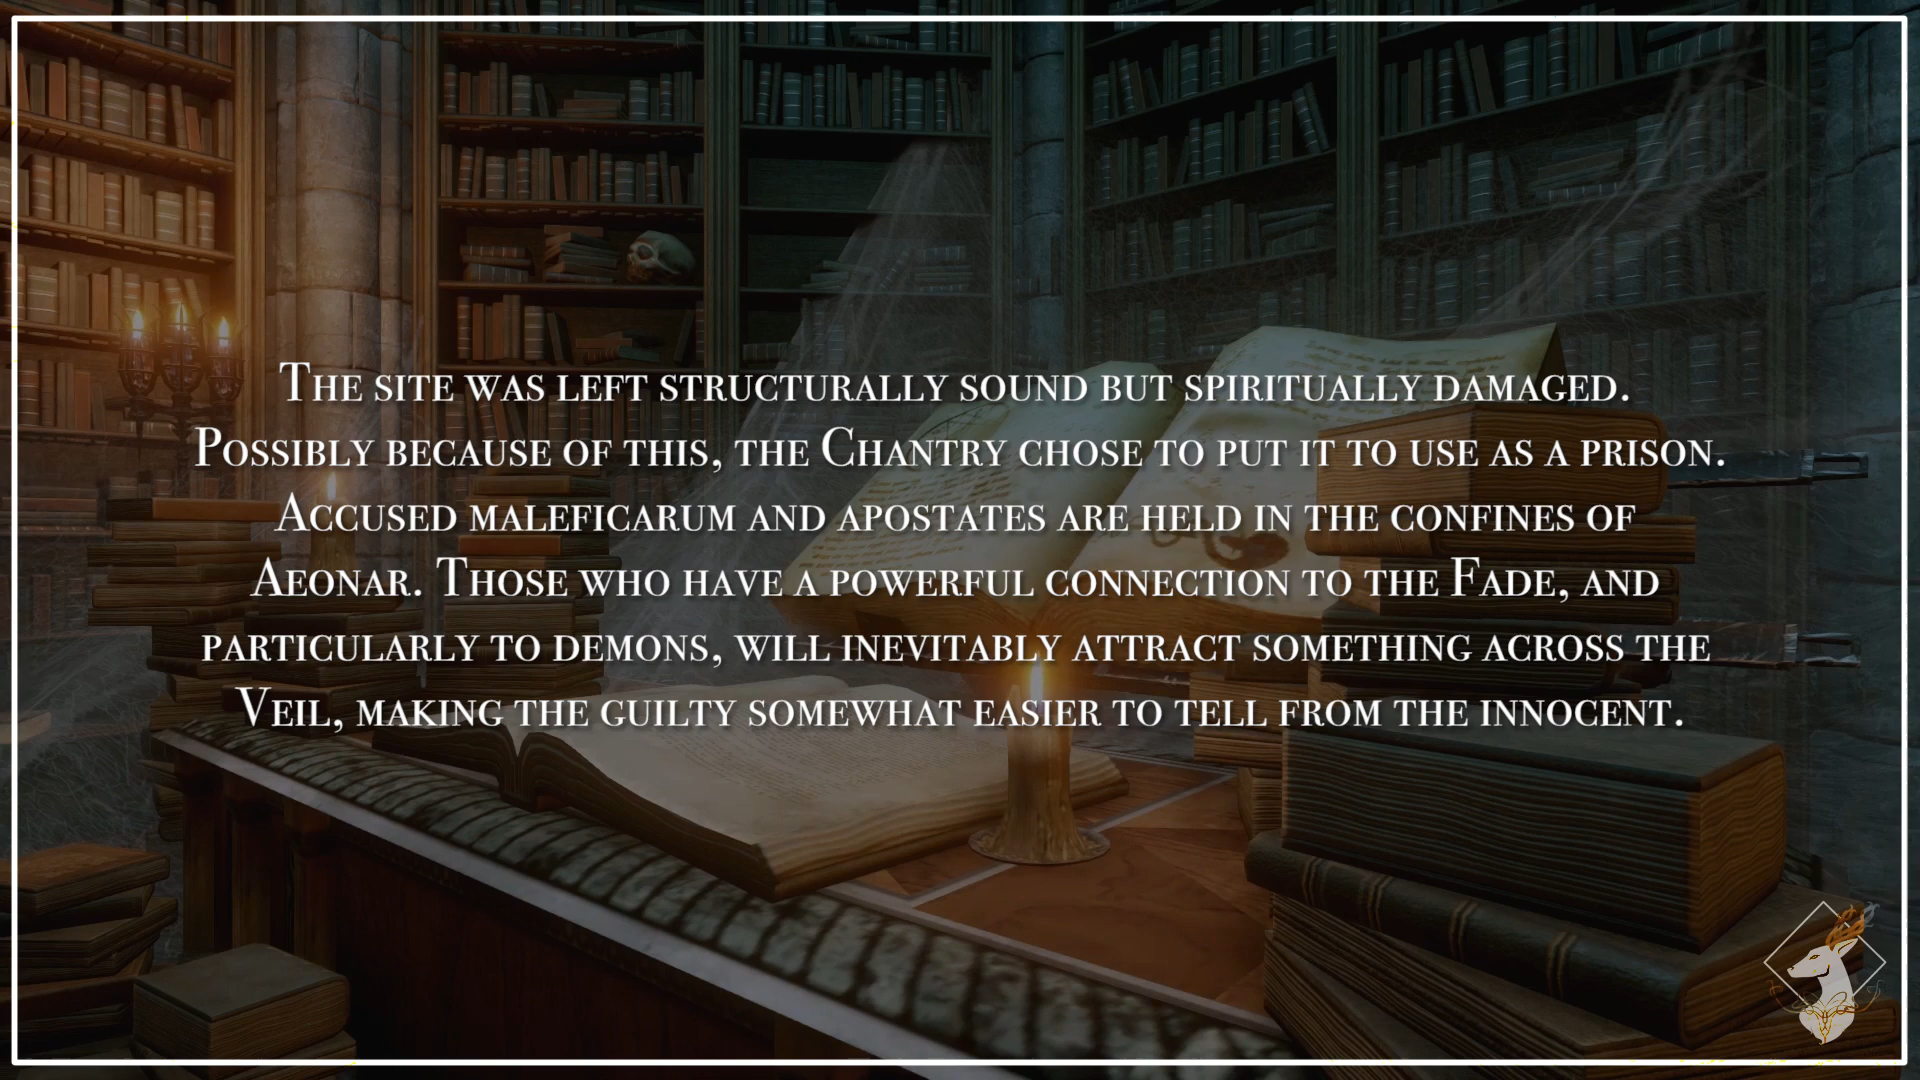 The site was left structurally sound but spiritually damaged.
Possibly because of this, the Chantry chose to put it to use as a prison.
Accused maleficarum and apostates are held in the confines of
Aeonar. Those who have a powerful connection to the Fade, and
particularly to demons, will inevitably attract something across the
Veil, making the guilty somewhat easier to tell from the innocent.